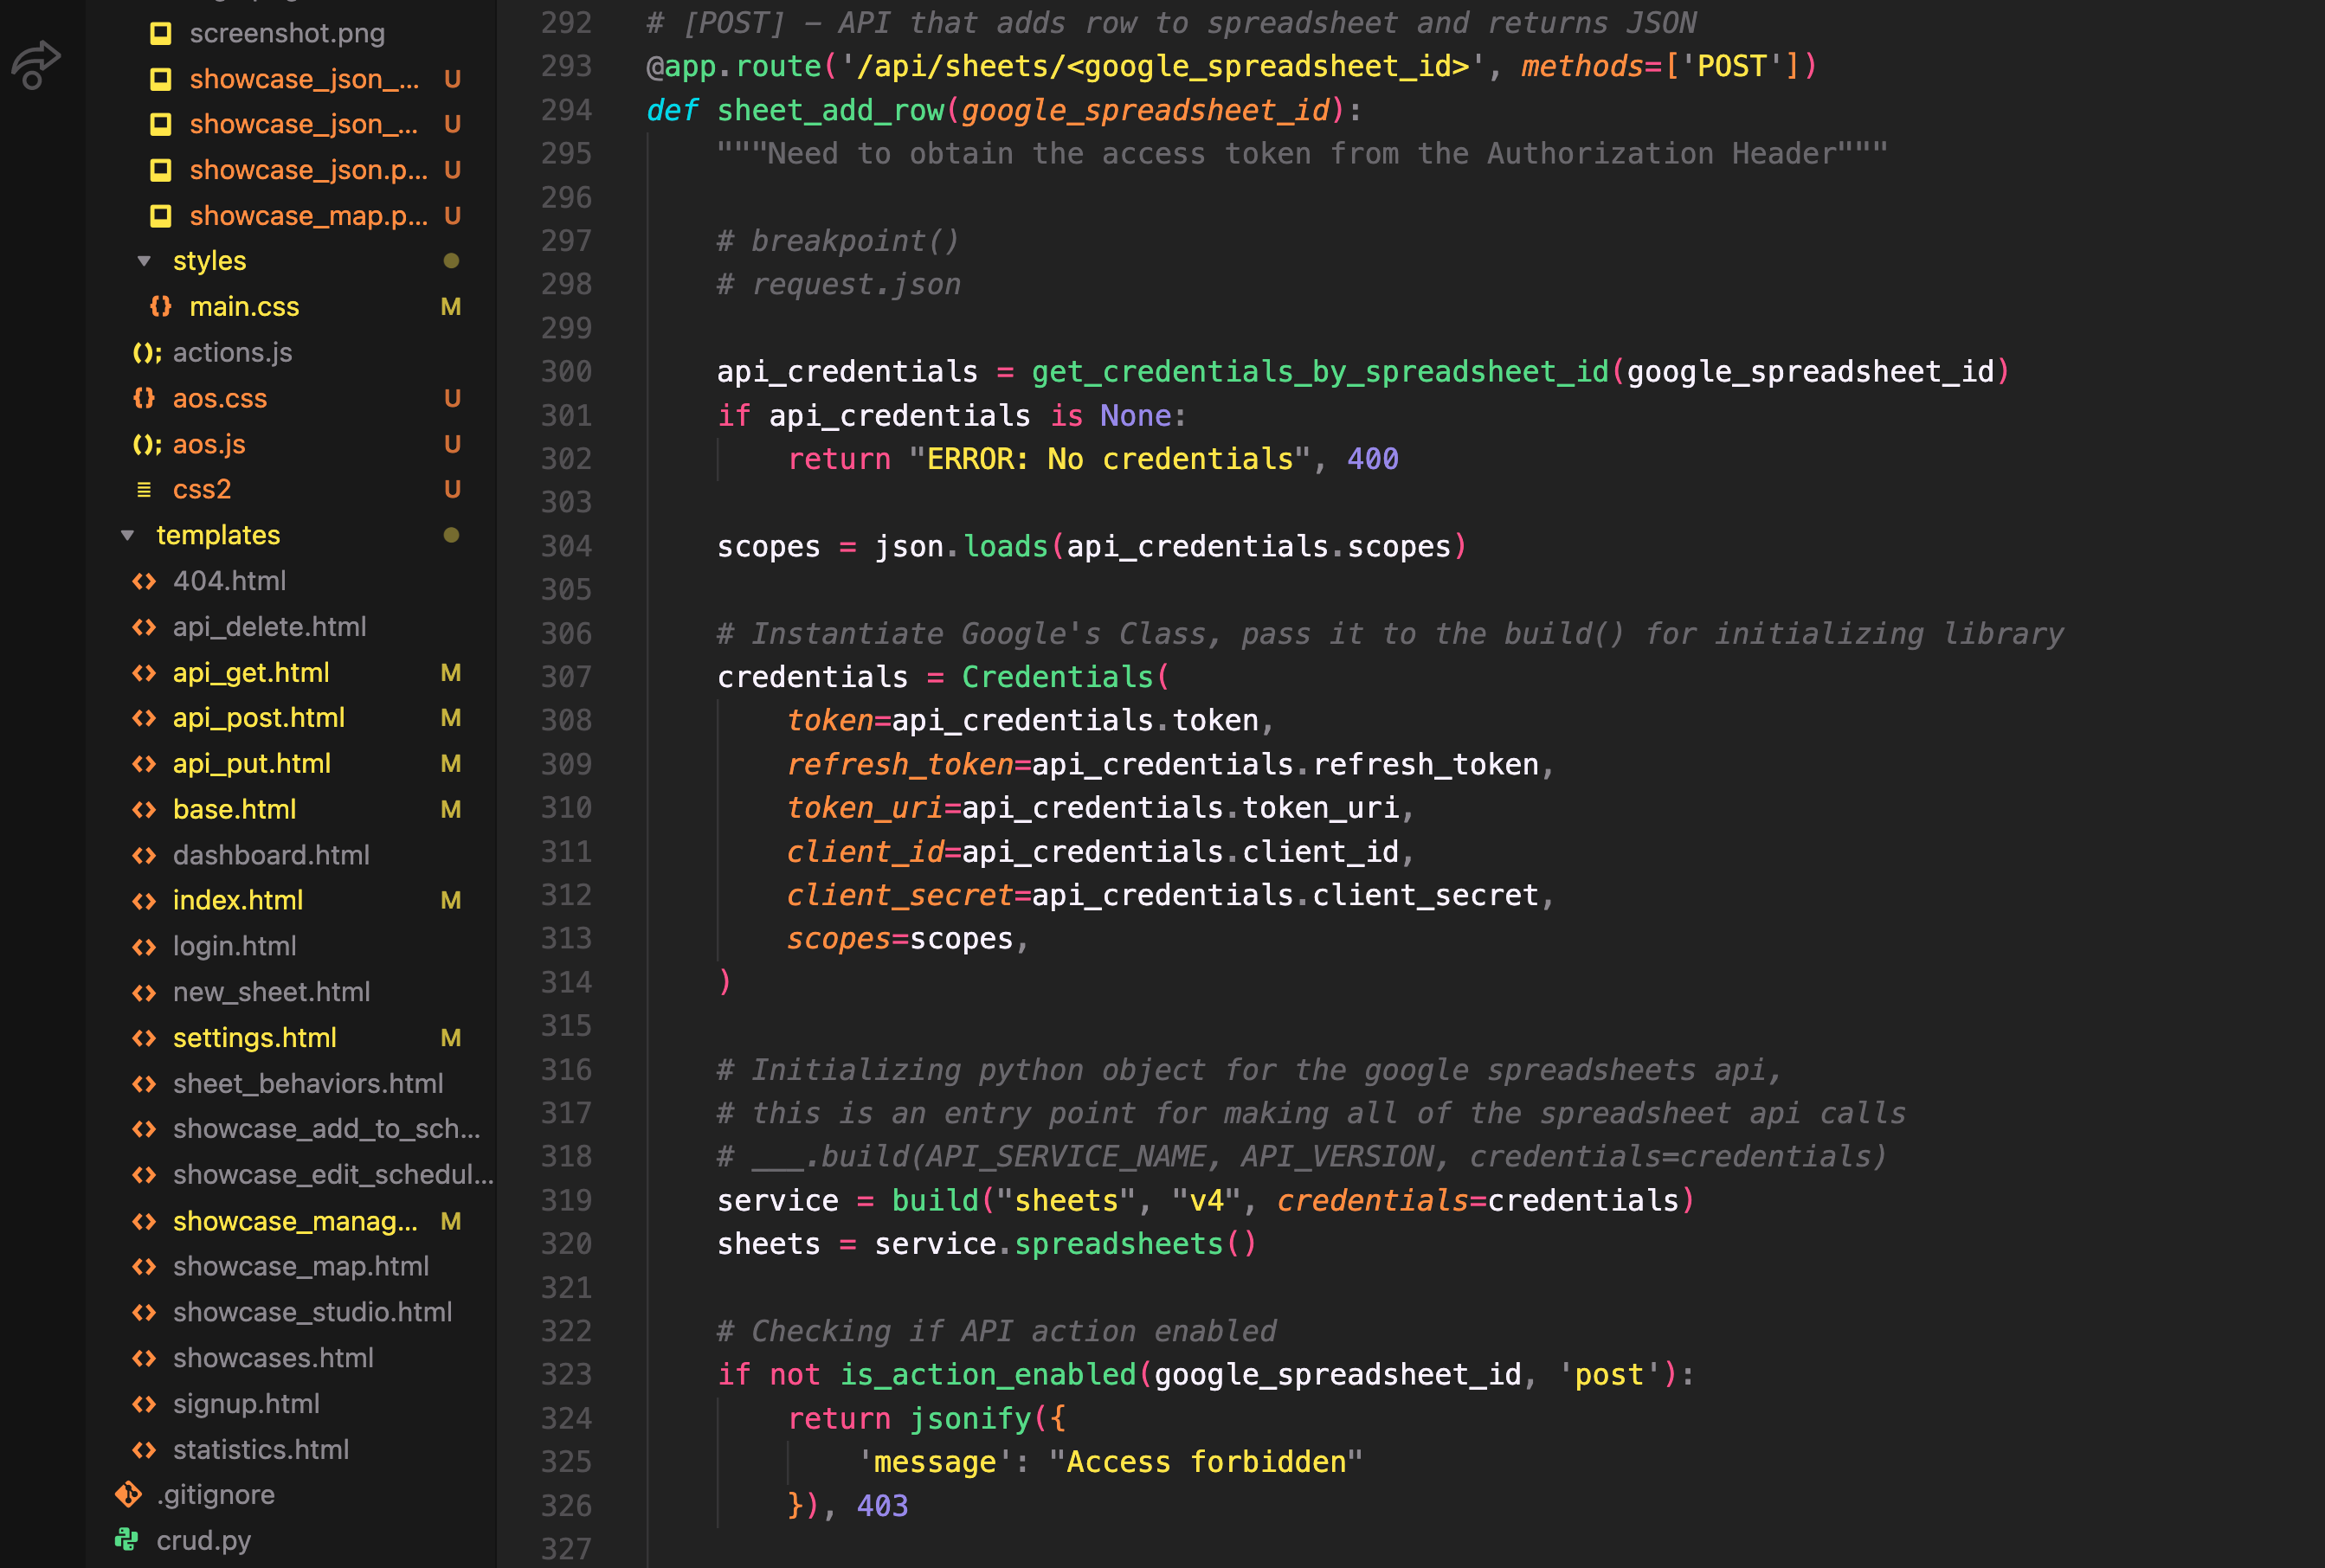 screenshot.png
showcase_json_... U
showcase_json_... U
showcase_json.p... U
showcase_map.p... U
styles
main.css M
actions.js
aos.css U
aos.js U
css2 U
templates
404.html
api_delete.html
api_get.html M
api_post.html M
api_put.html M
base.html M
dashboard.html
index.html M
login.html
new_sheet.html
settings.html M
sheet_behaviors.html
showcase_add_to_sch...
showcase_edit_schedul...
showcase_manag... M
showcase_map.html
showcase_studio.html
showcases.html
signup.html
statistics.html
.gitignore
crud.py
292 # [POST] – API that adds row to spreadsheet and returns JSON
293 @app.route('/api/sheets/<google_spreadsheet_id>', methods=['POST'])
294 def sheet_add_row(google_spreadsheet_id):
295 """Need to obtain the access token from the Authorization Header"""
296
297 # breakpoint()
298 # request.json
299
300 api_credentials = get_credentials_by_spreadsheet_id(google_spreadsheet_id)
301 if api_credentials is None:
302 return "ERROR: No credentials", 400
303
304 scopes = json.loads(api_credentials.scopes)
305
306 # Instantiate Google's Class, pass it to the build() for initializing library
307 credentials = Credentials(
308 token=api_credentials.token,
309 refresh_token=api_credentials.refresh_token,
310 token_uri=api_credentials.token_uri,
311 client_id=api_credentials.client_id,
312 client_secret=api_credentials.client_secret,
313 scopes=scopes,
314 )
315
316 # Initializing python object for the google spreadsheets api,
317 # this is an entry point for making all of the spreadsheet api calls
318 # ___.build(API_SERVICE_NAME, API_VERSION, credentials=credentials)
319 service = build("sheets", "v4", credentials=credentials)
320 sheets = service.spreadsheets()
321
322 # Checking if API action enabled
323 if not is_action_enabled(google_spreadsheet_id, 'post'):
324 return jsonify({
325 'message': "Access forbidden"
326 }), 403
327